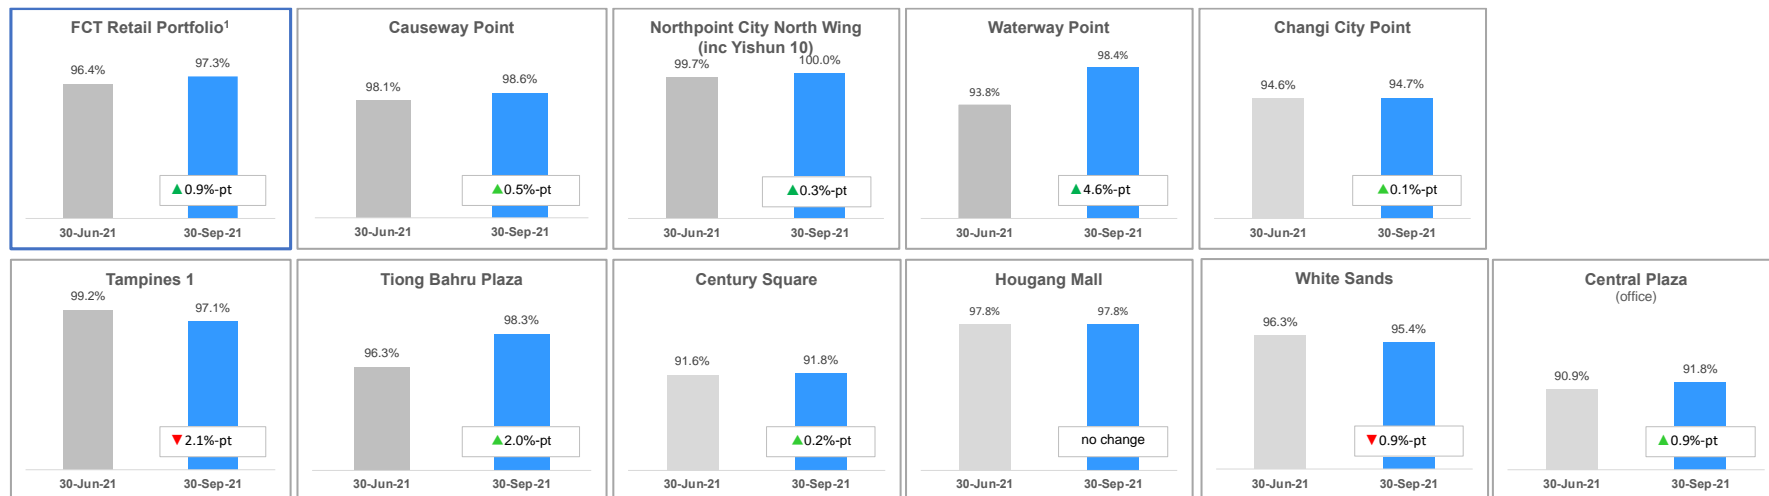 FCT Retail Portfolio¹
96.4%
97.3%
▲0.9%-pt
30-Jun-21
30-Sep-21
Causeway Point
98.1%
98.6%
▲0.5%-pt
30-Jun-21
30-Sep-21
Northpoint City North Wing
(inc Yishun 10)
99.7%
100.0%
▲0.3%-pt
30-Jun-21
30-Sep-21
Waterway Point
93.8%
98.4%
▲4.6%-pt
30-Jun-21
30-Sep-21
Changi City Point
94.6%
94.7%
▲0.1%-pt
30-Jun-21
30-Sep-21
Tampines 1
99.2%
97.1%
▼2.1%-pt
30-Jun-21
30-Sep-21
Tiong Bahru Plaza
96.3%
98.3%
▲2.0%-pt
30-Jun-21
30-Sep-21
Century Square
91.6%
91.8%
▲0.2%-pt
30-Jun-21
30-Sep-21
Hougang Mall
97.8%
97.8%
no change
30-Jun-21
30-Sep-21
White Sands
96.3%
95.4%
▼0.9%-pt
30-Jun-21
30-Sep-21
Central Plaza
(office)
90.9%
91.8%
▲0.9%-pt
30-Jun-21
30-Sep-21